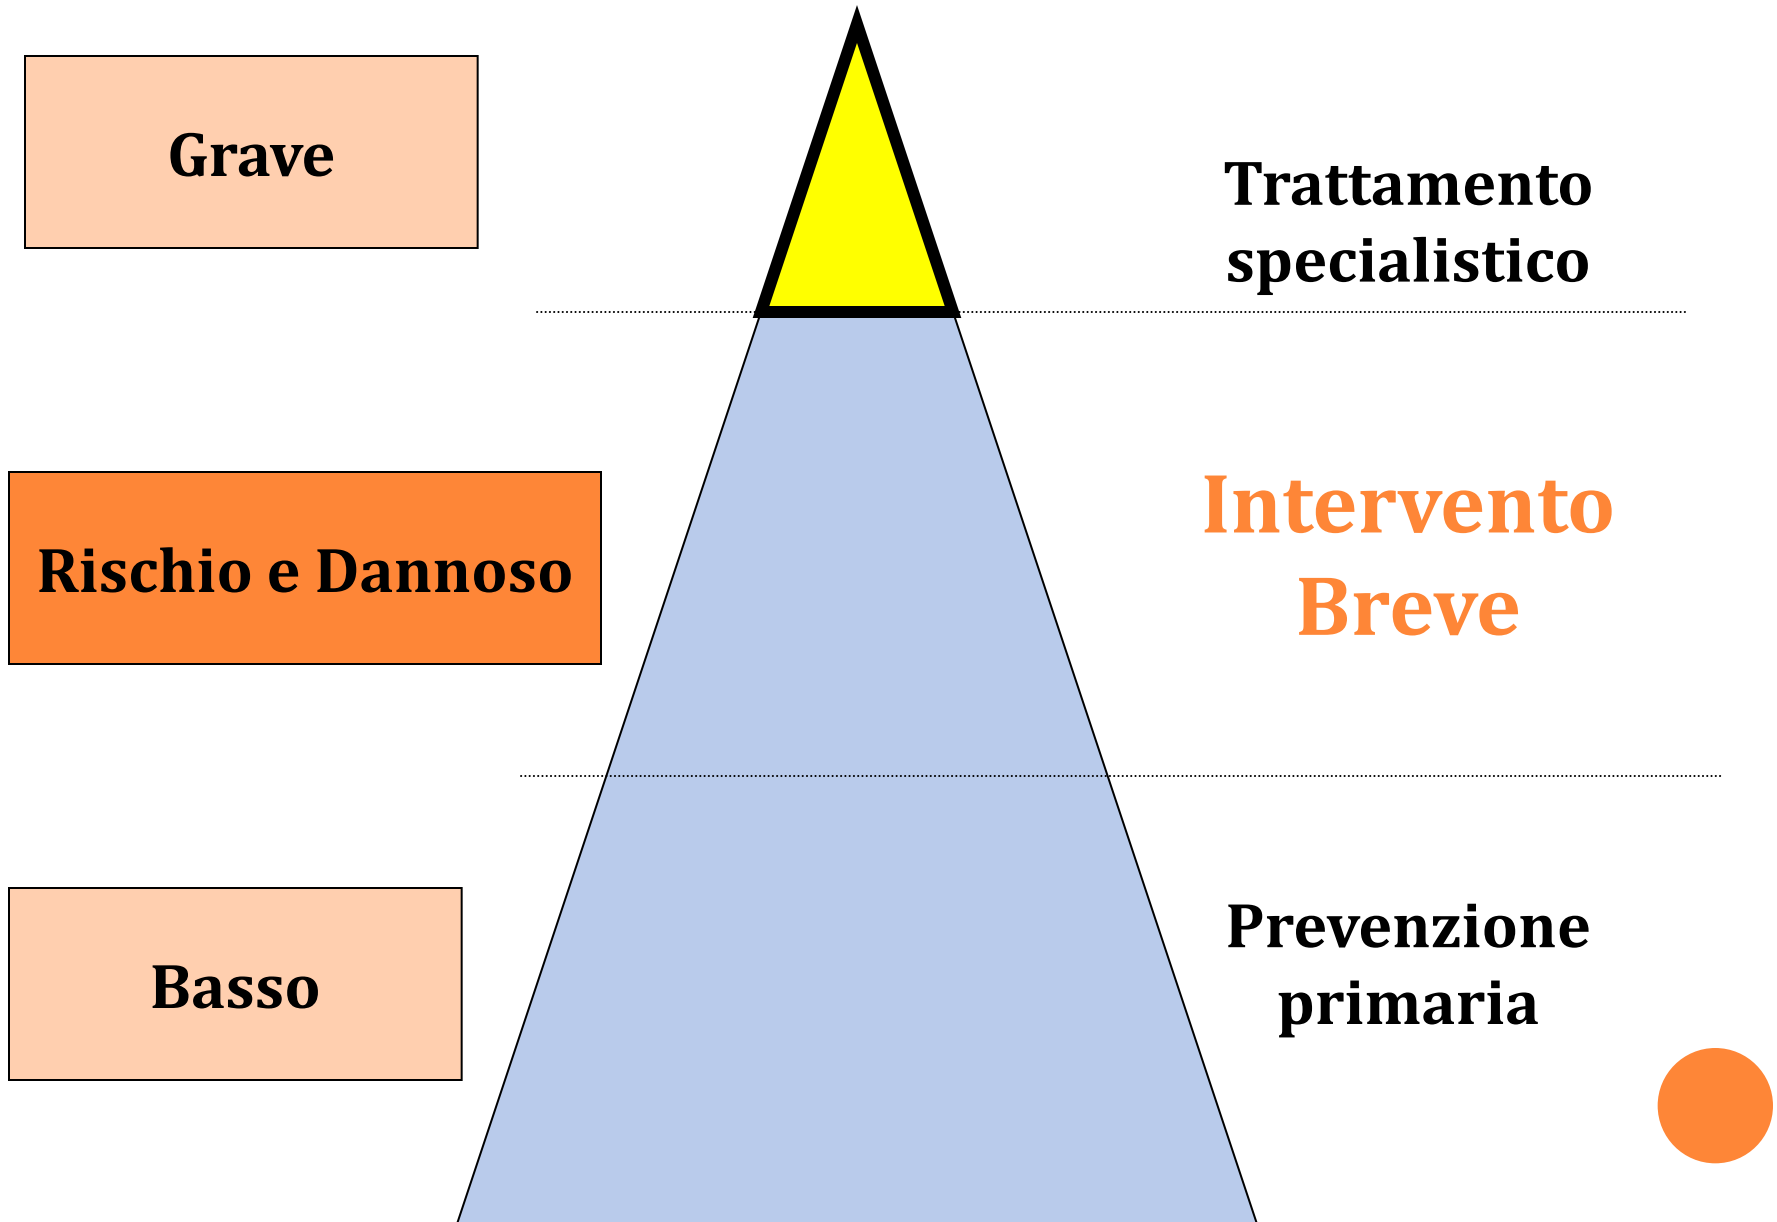 Grave
Trattamento
specialistico
Rischio e Dannoso
Intervento
Breve
Basso
Prevenzione
primaria